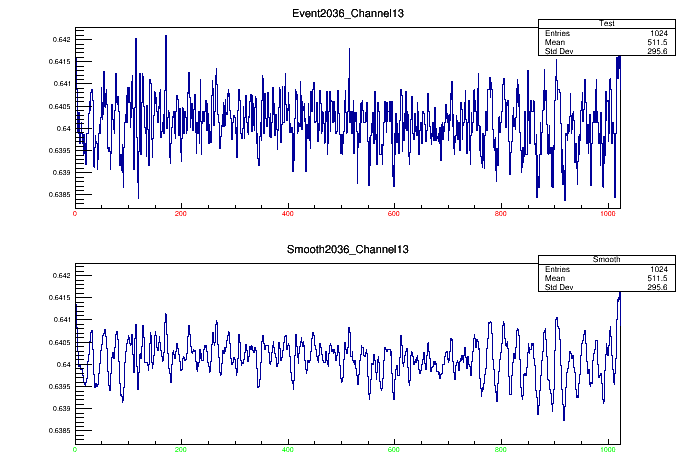 Event2036_Channel13
Test
Entries 1024
Mean 511.5
Std Dev 295.6
0.642
0.6415
0.641
0.6405
0.64
0.6395
0.639
0.6385
0 200 400 600 800 1000
Smooth2036_Channel13
Smooth
Entries 1024
Mean 511.5
Std Dev 295.6
0.642
0.6415
0.641
0.6405
0.64
0.6395
0.639
0.6385
0 200 400 600 800 1000